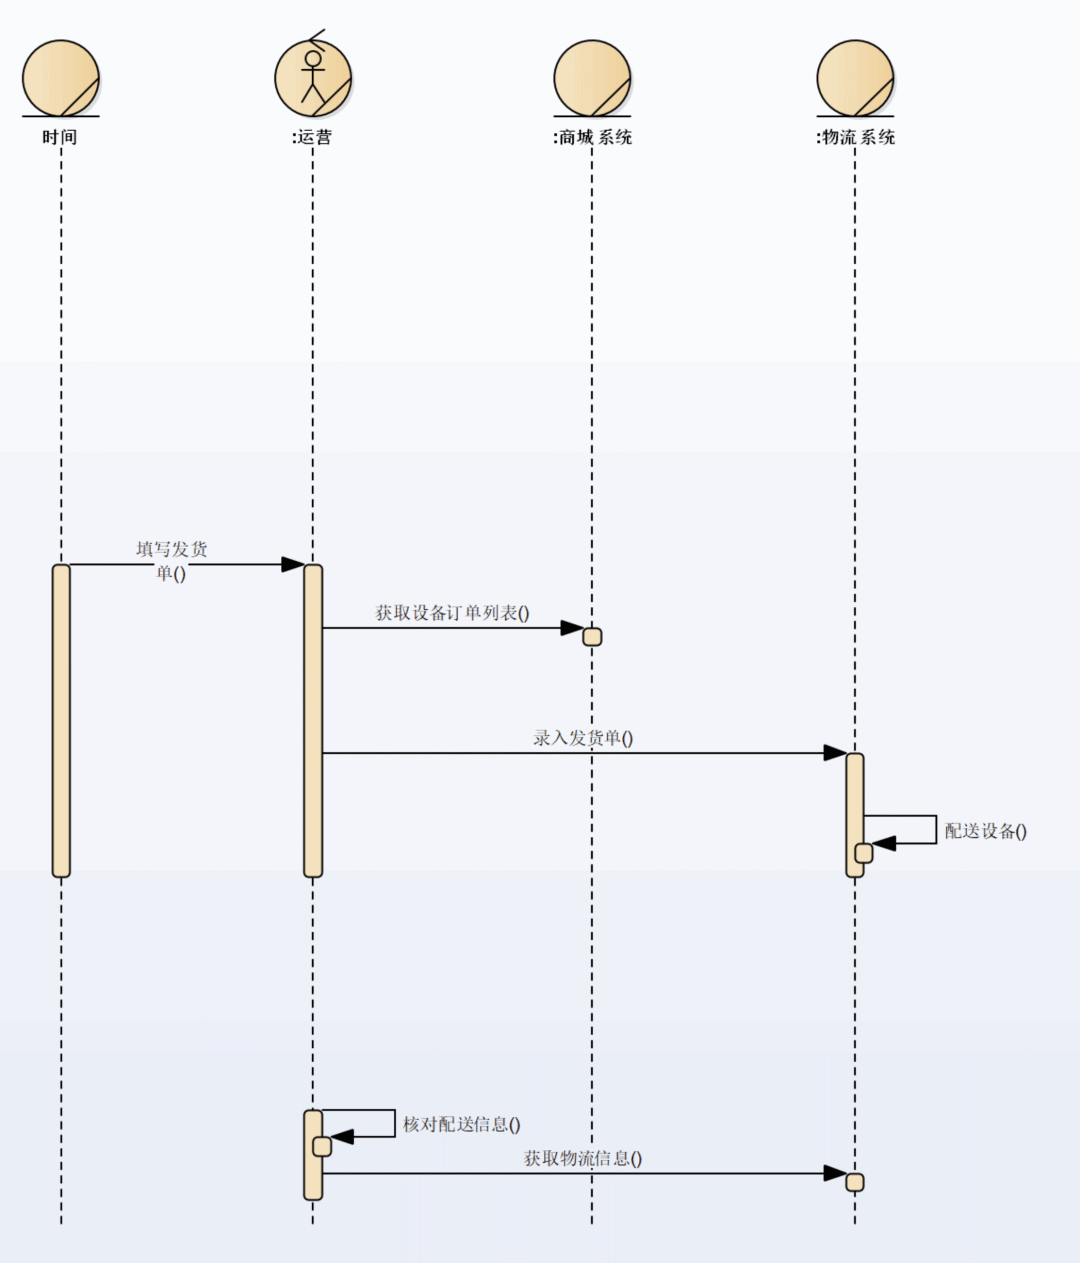 时间
:运营
:商城系统
:物流系统
填写发货
单()
获取设备订单列表()
录入发货单()
配送设备()
核对配送信息()
获取物流信息()